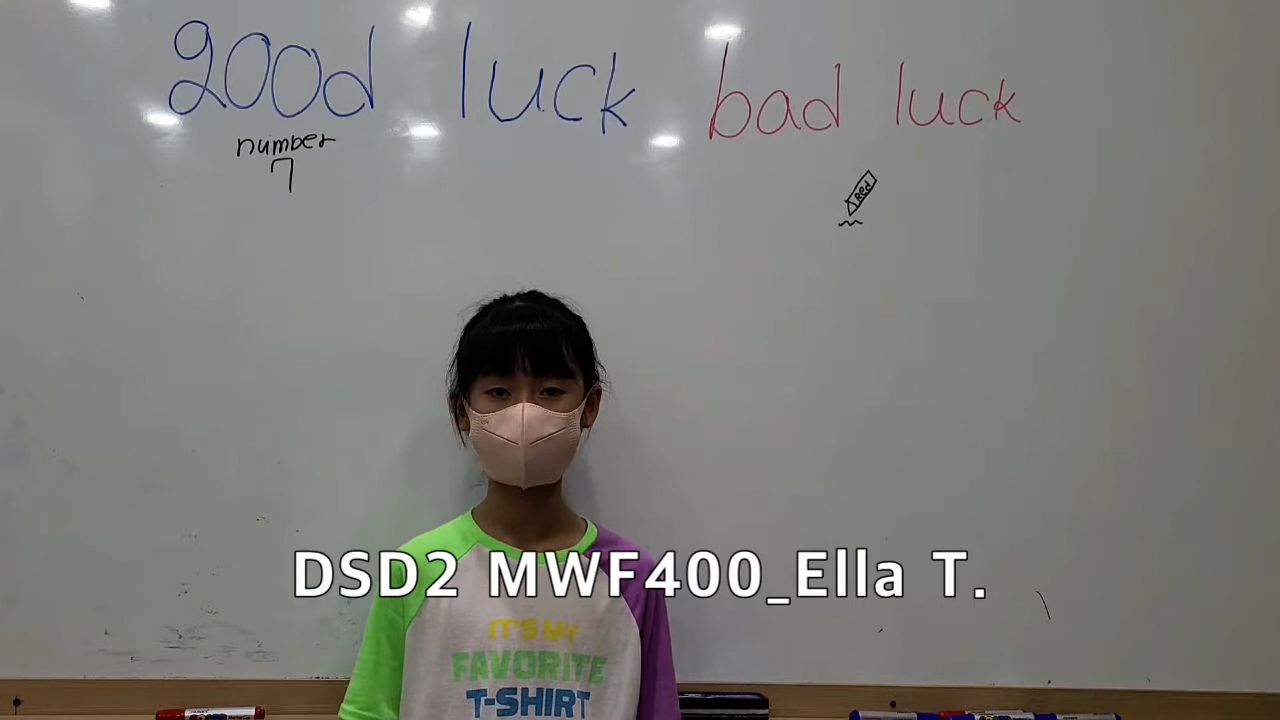 good luck bad luck
number
7
Red
DSD2 MWF400_Ella T.
IT'S MY
FAVORITE
T-SHIRT